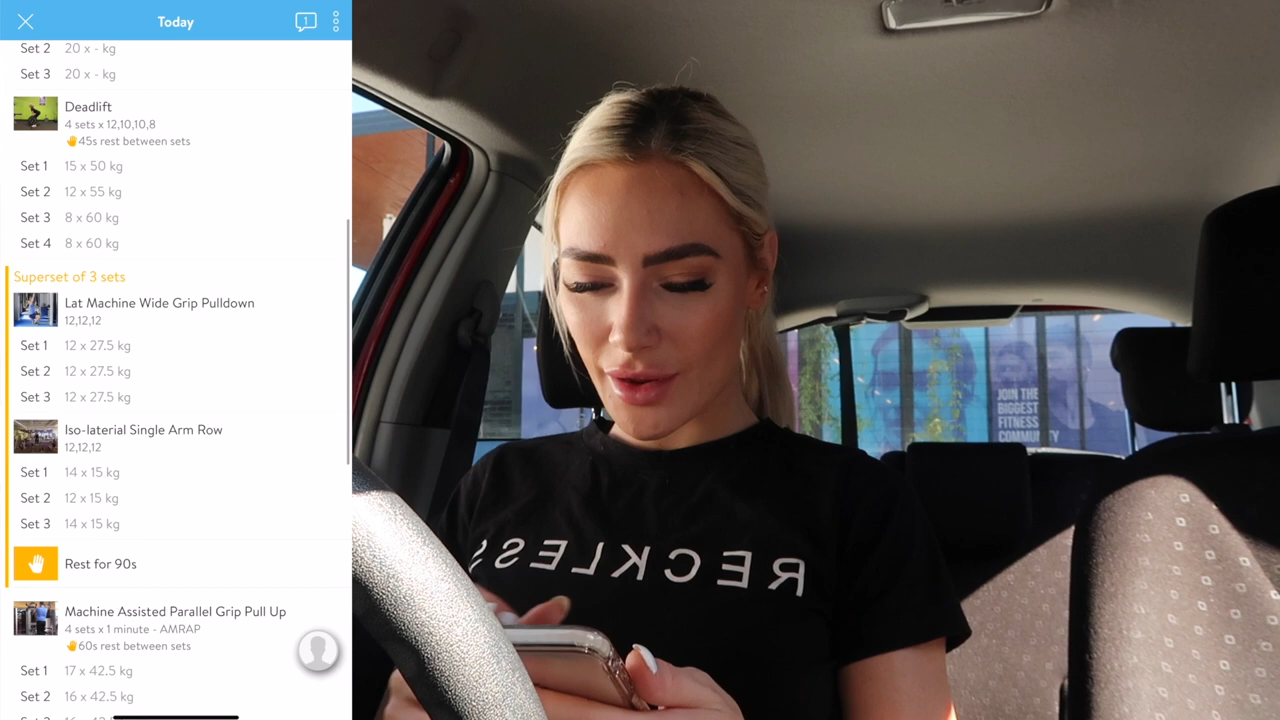 Today
1
Set 2 20 x - kg
Set 3 20 x - kg
Deadlift
4 sets x 12,10,10,8
45s rest between sets
Set 1 15 x 50 kg
Set 2 12 x 55 kg
Set 3 8 x 60 kg
Set 4 8 x 60 kg
Superset of 3 sets
Lat Machine Wide Grip Pulldown
12,12,12
Set 1 12 x 27.5 kg
Set 2 12 x 27.5 kg
Set 3 12 x 27.5 kg
Iso-laterial Single Arm Row
12,12,12
Set 1 14 x 15 kg
Set 2 12 x 15 kg
Set 3 14 x 15 kg
Rest for 90s
Machine Assisted Parallel Grip Pull Up
4 sets x 1 minute - AMRAP
60s rest between sets
Set 1 17 x 42.5 kg
Set 2 16 x 42.5 kg
RECKLESS
JOIN THE
BIGGEST
FITNESS
COMMUNITY